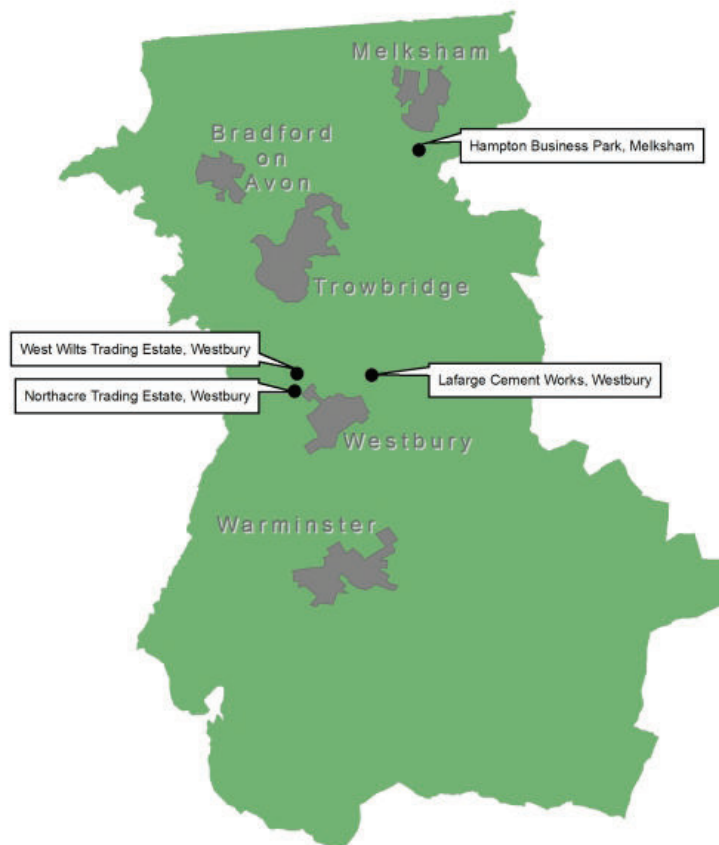 Melksham
Hampton Business Park, Melksham
Bradford
on
Avon
Trowbridge
West Wilts Trading Estate, Westbury
Northacre Trading Estate, Westbury
Lafarge Cement Works, Westbury
Westbury
Warminster